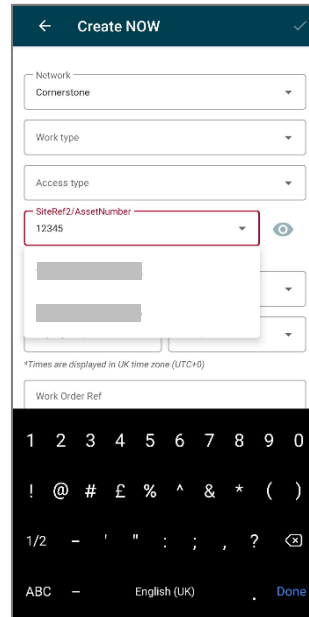 Create NOW
Network
Cornerstone
Work type
Access type
SiteRef2/AssetNumber
12345
*Times are displayed in UK time zone (UTC+0)
Work Order Ref
1 2 3 4 5 6 7 8 9 0
! @ # £ % ^ & * ( )
1/2 - ' " : ; , ?
ABC - English (UK) . Done